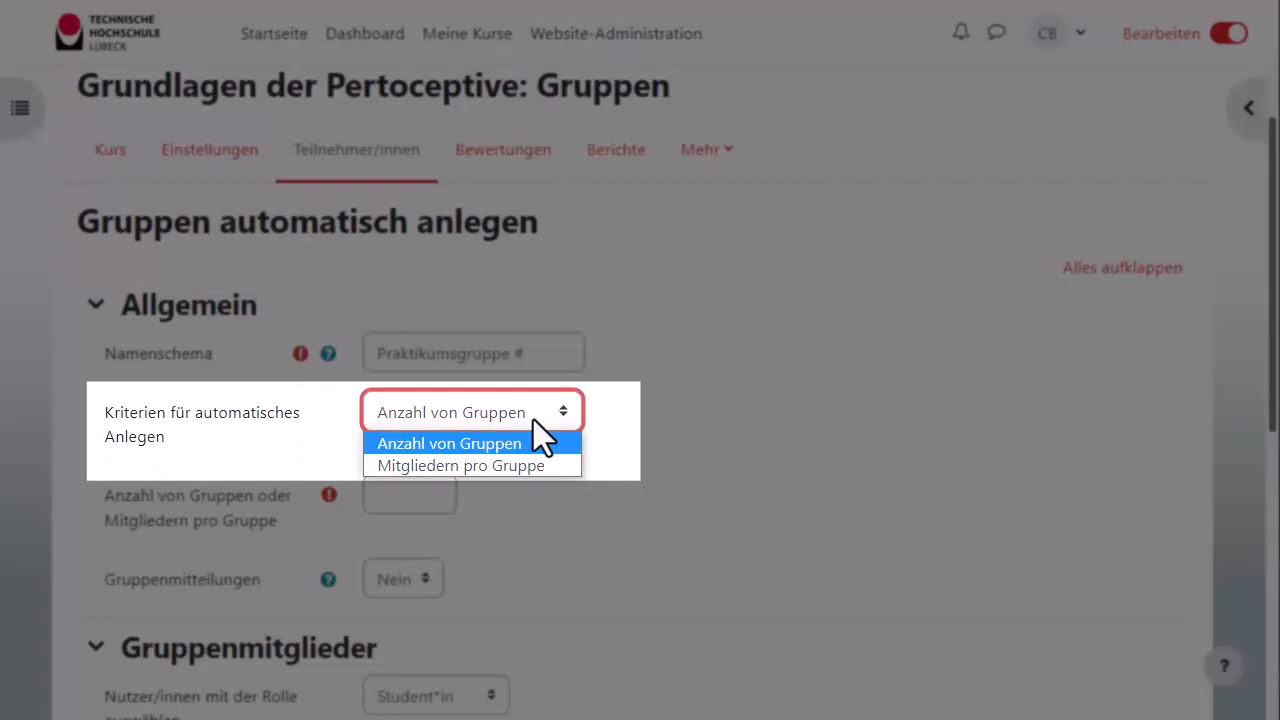 TECHNISCHE
HOCHSCHULE
LÜBECK
Startseite Dashboard Meine Kurse Website-Administration
CB
Bearbeiten
Grundlagen der Pertoceptive: Gruppen
Kurs Einstellungen Teilnehmer/innen Bewertungen Berichte Mehr
Gruppen automatisch anlegen
Alles aufklappen
Allgemein
Namenschema
Praktikumsgruppe #
Kriterien für automatisches
Anlegen
Anzahl von Gruppen
Anzahl von Gruppen
Mitgliedern pro Gruppe
Anzahl von Gruppen oder
Mitgliedern pro Gruppe
Gruppenmitteilungen
Nein
Gruppenmitglieder
Nutzer/innen mit der Rolle
auswählen
Student*in
?